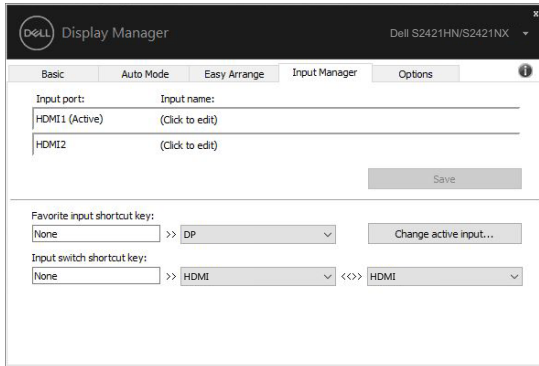 x
DELL Display Manager Dell S2421HN/S2421NX
Basic Auto Mode Easy Arrange Input Manager Options i
Input port: Input name:
HDMI1 (Active) (Click to edit)
HDMI2 (Click to edit)
Save
Favorite input shortcut key:
None >> DP Change active input...
Input switch shortcut key:
None >> HDMI <<>> HDMI